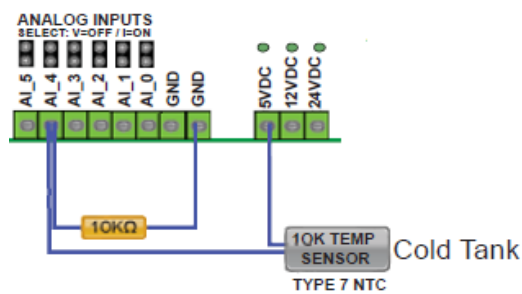 ANALOG INPUTS
SELECT: V=OFF / I=ON
AI_5
AI_4
AI_3
AI_2
AI_1
AI_0
GND
GND
5VDC
12VDC
24VDC
10KΩ
10K TEMP
SENSOR
Cold Tank
TYPE 7 NTC